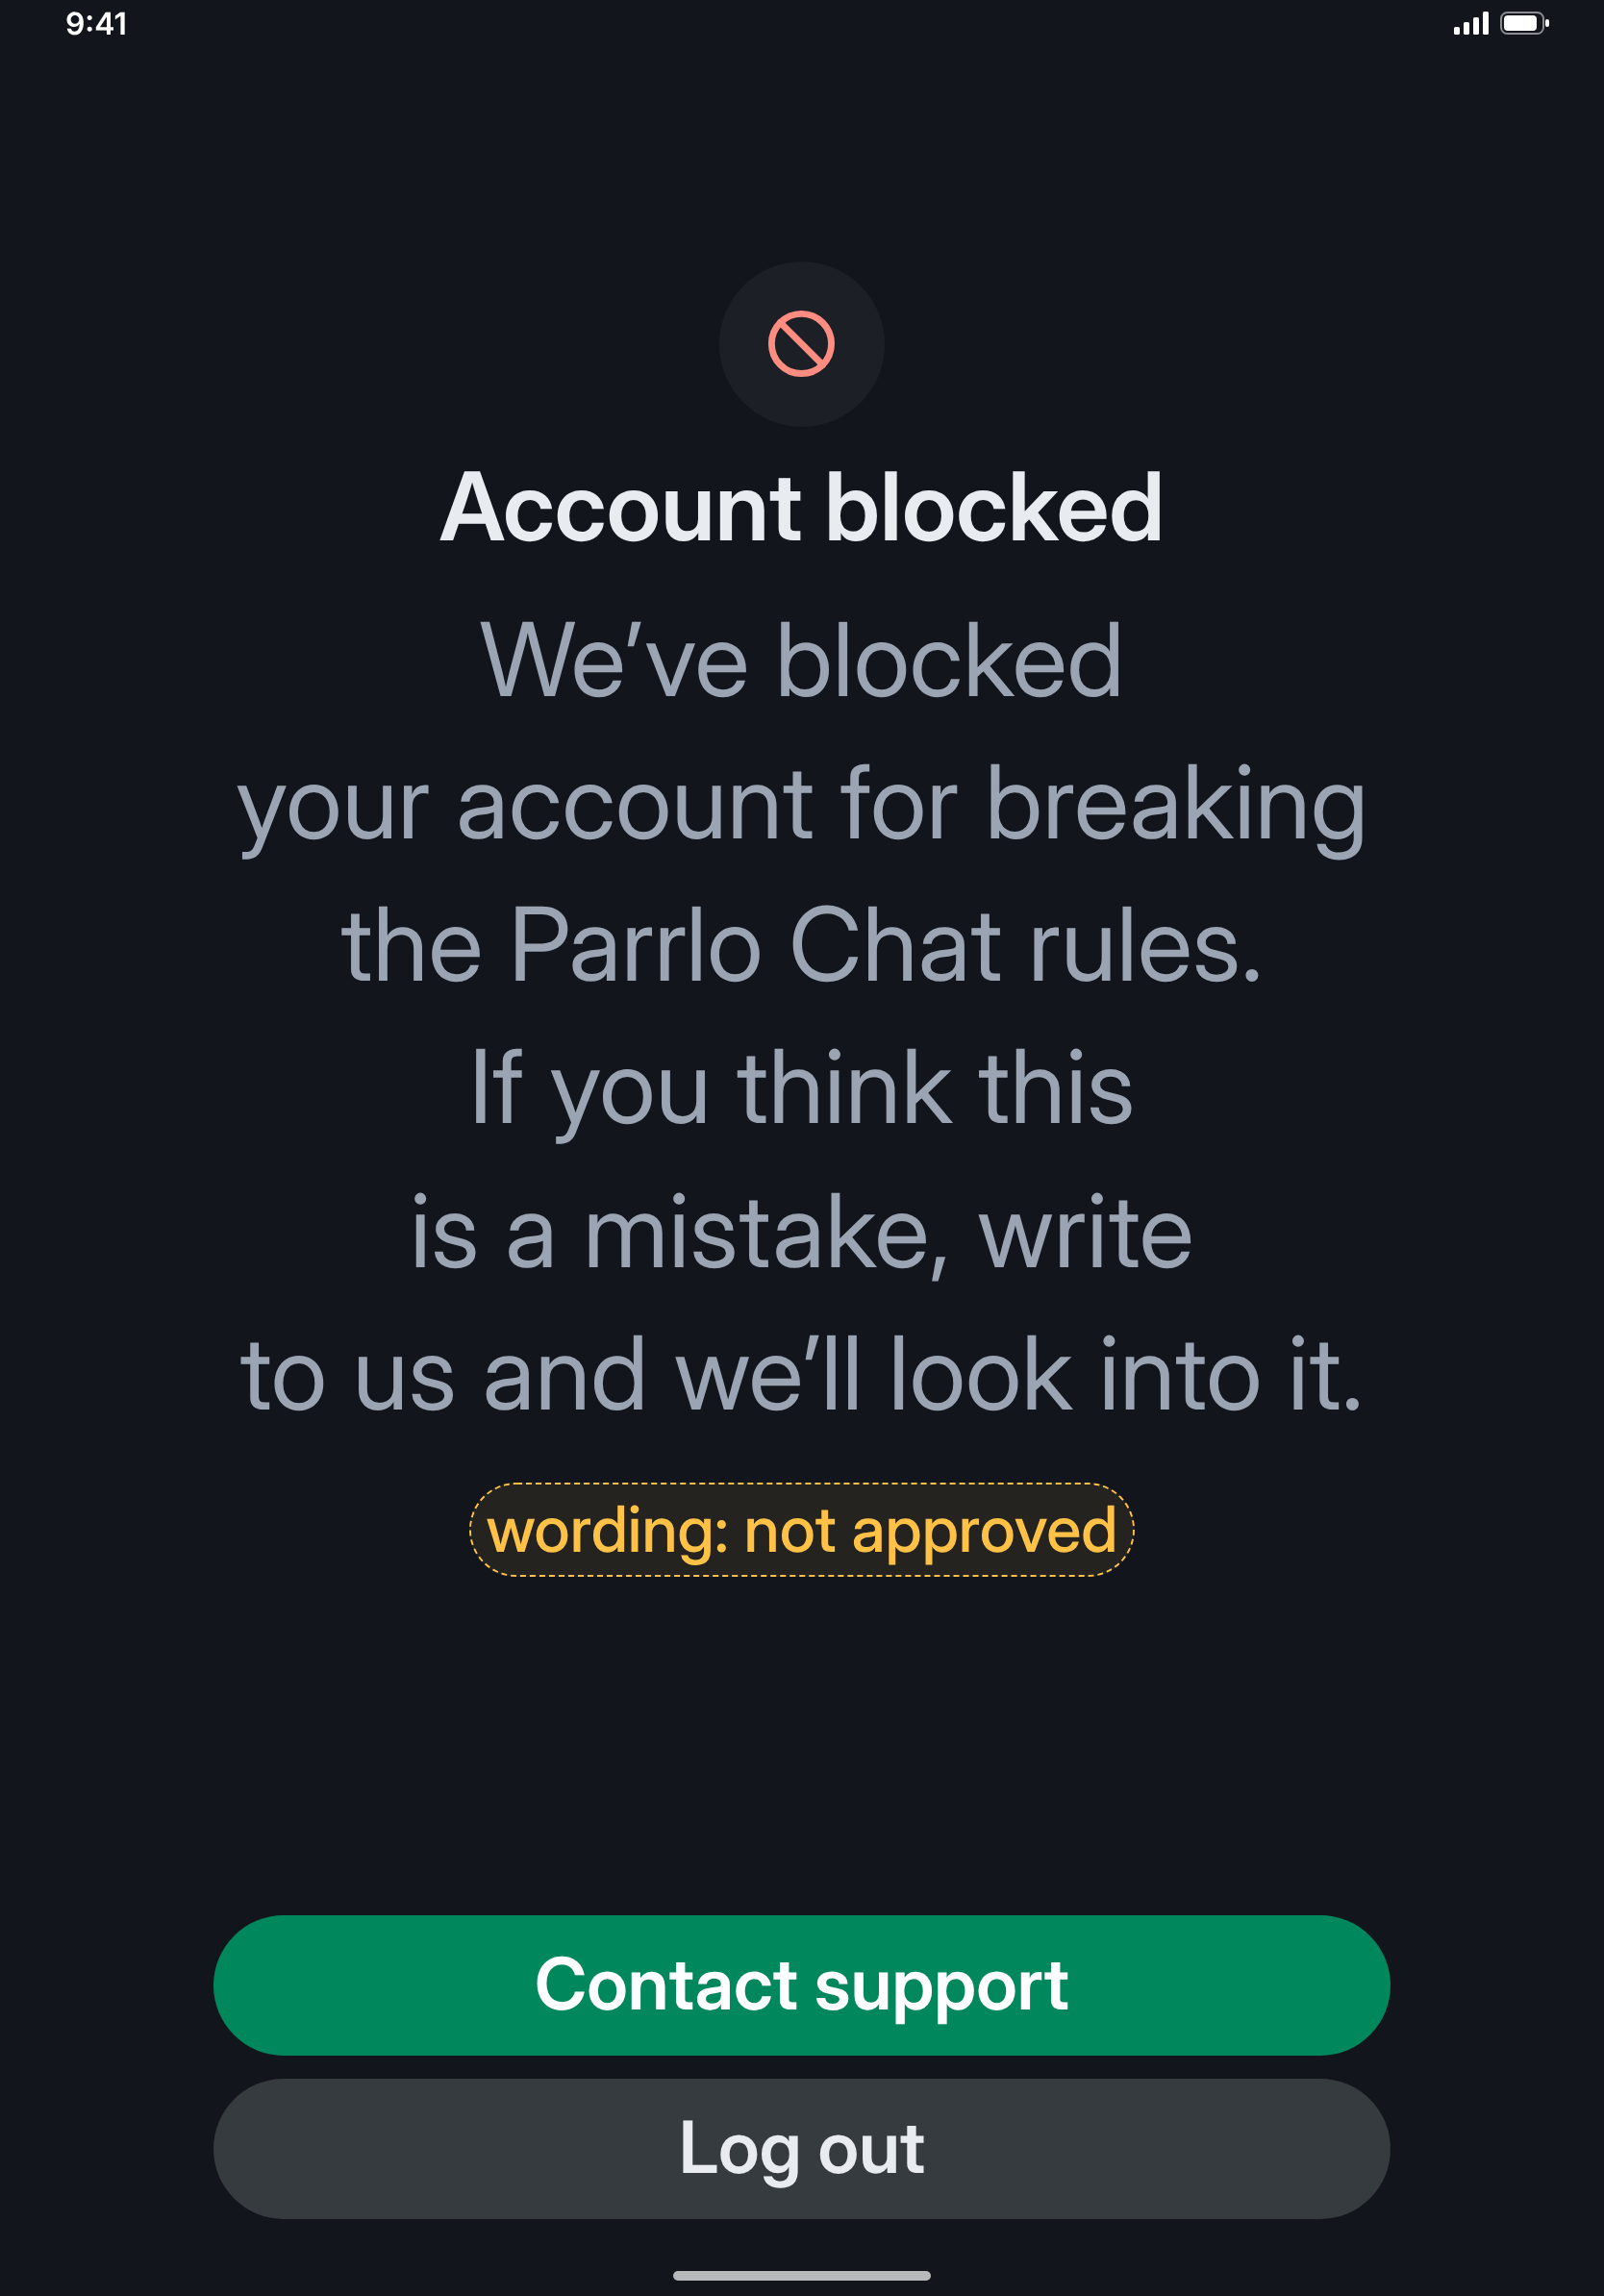 9:41
Account blocked
We’ve blocked
your account for breaking
the Parrlo Chat rules.
If you think this
is a mistake, write
to us and we’ll look into it.
wording: not approved
Contact support
Log out